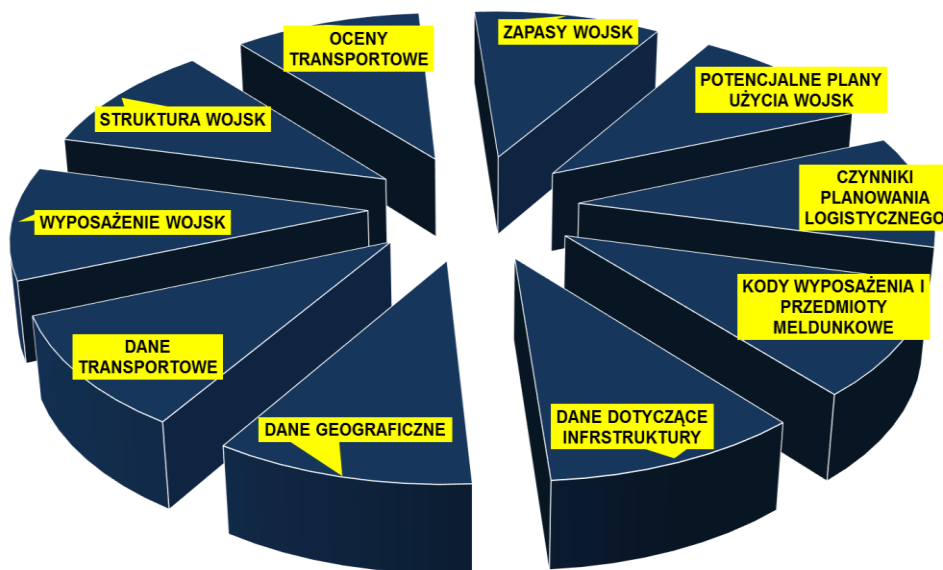 OCENY
TRANSPORTOWE
ZAPASY WOJSK
POTENCJALNE PLANY
UŻYCIA WOJSK
STRUKTURA WOJSK
CZYNNIKI
PLANOWANIA
LOGISTYCZNEGO
WYPOSAŻENIE WOJSK
KODY WYPOSAŻENIA I
PRZEDMIOTY
MELDUNKOWE
DANE
TRANSPORTOWE
DANE GEOGRAFICZNE
DANE DOTYCZĄCE
INFRSTRUKTURY